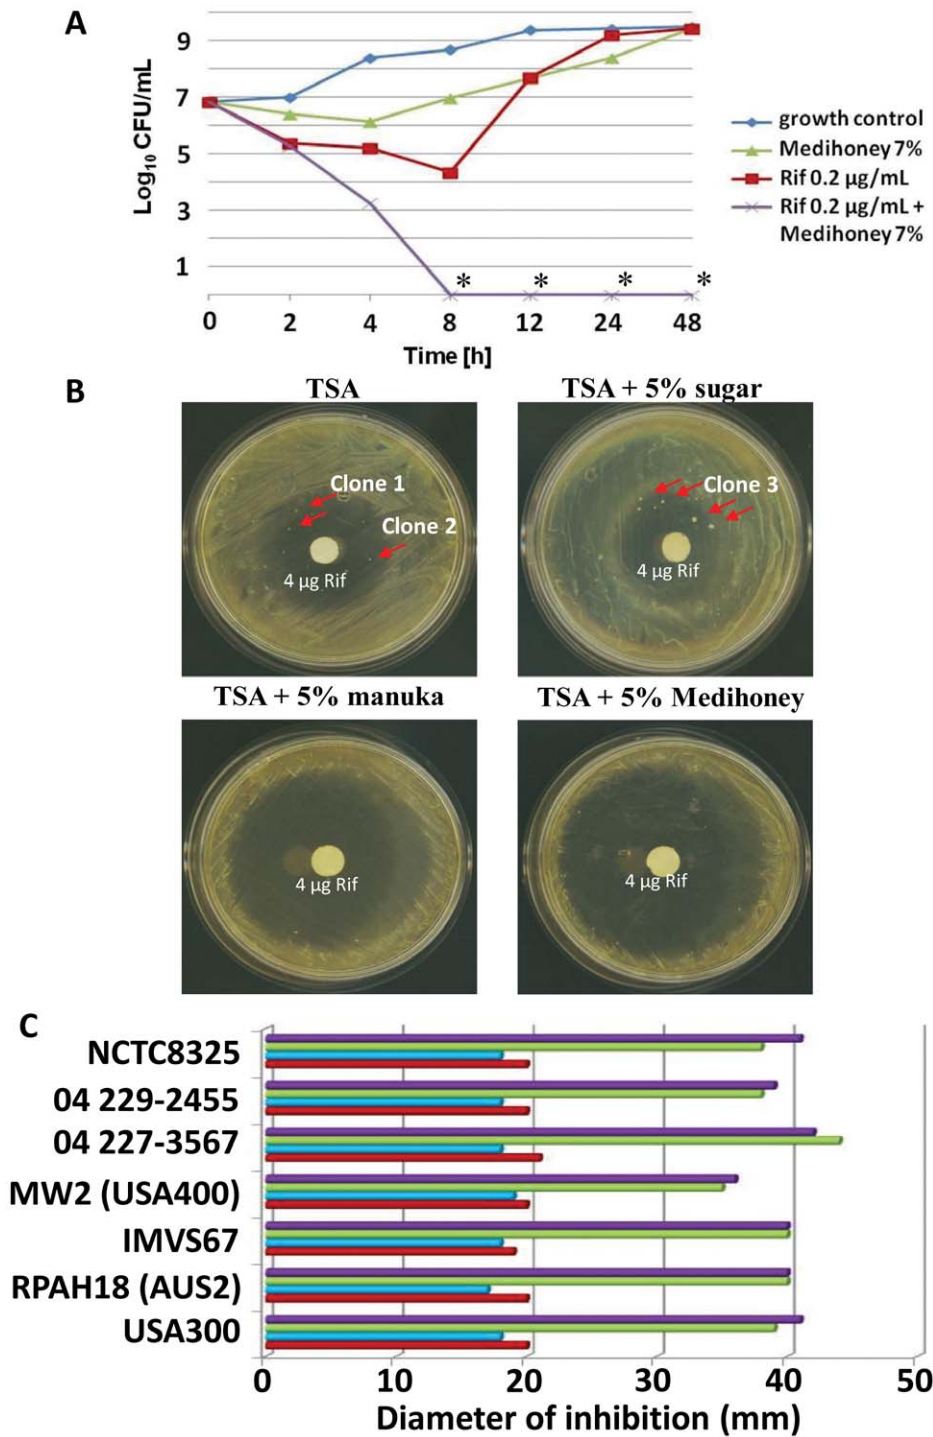 A
9
7
5
3
1
Log10 CFU/mL
0 2 4 8 12 24 48
Time [h]
* * * *
growth control
Medihoney 7%
Rif 0.2 µg/mL
Rif 0.2 µg/mL +
Medihoney 7%
B
TSA
TSA + 5% sugar
Clone 1
Clone 2
4 µg Rif
Clone 3
4 µg Rif
TSA + 5% manuka
TSA + 5% Medihoney
4 µg Rif
4 µg Rif
C
NCTC8325
04 229-2455
04 227-3567
MW2 (USA400)
IMVS67
RPAH18 (AUS2)
USA300
0 10 20 30 40 50
Diameter of inhibition (mm)